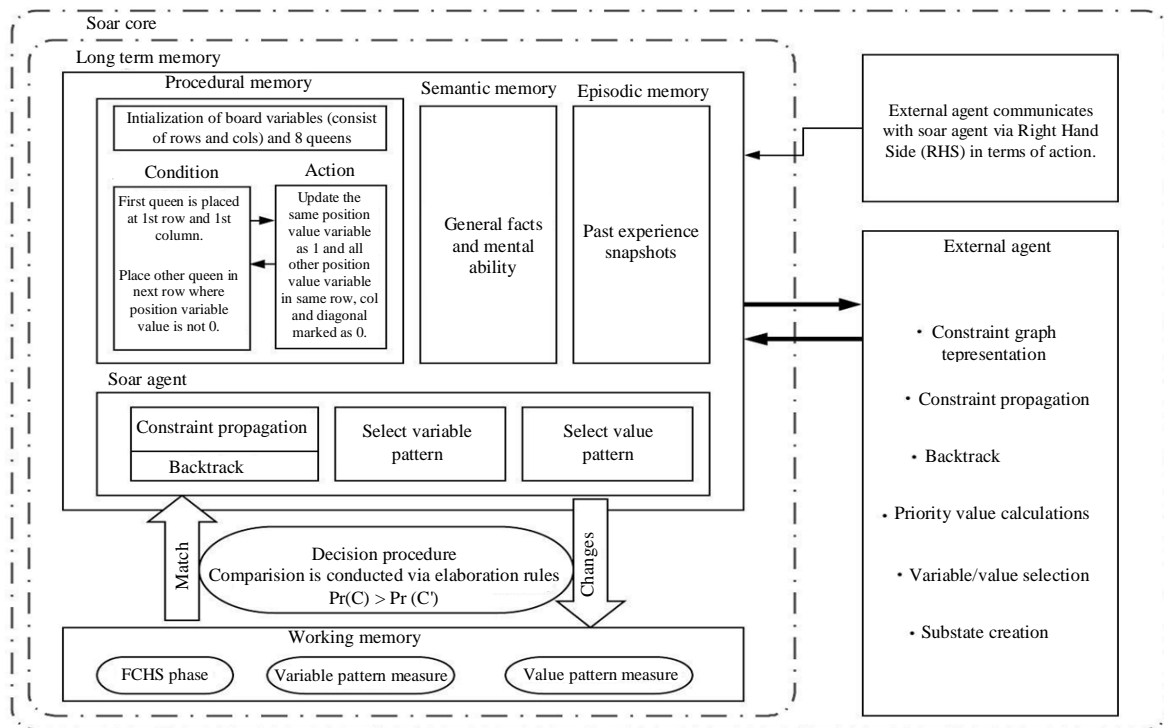 Soar core
Long term memory
Procedural memory
Intialization of board variables (consist
of rows and cols) and 8 queens
Condition
First queen is placed
at 1st row and 1st
column.
Place other queen in
next row where
position variable
value is not 0.
Action
Update the
same position
value variable
as 1 and all
other position
value variable
in same row, col
and diagonal
marked as 0.
Semantic memory
General facts
and mental
ability
Episodic memory
Past experience
snapshots
Soar agent
Constraint propagation
Backtrack
Select variable
pattern
Select value
pattern
Match
Decision procedure
Comparision is conducted via elaboration rules
Pr(C) > Pr (C')
Changes
Working memory
FCHS phase
Variable pattern measure
Value pattern measure
External agent communicates
with soar agent via Right Hand
Side (RHS) in terms of action.
External agent
• Constraint graph
tepresentation
• Constraint propagation
• Backtrack
• Priority value calculations
• Variable/value selection
• Substate creation